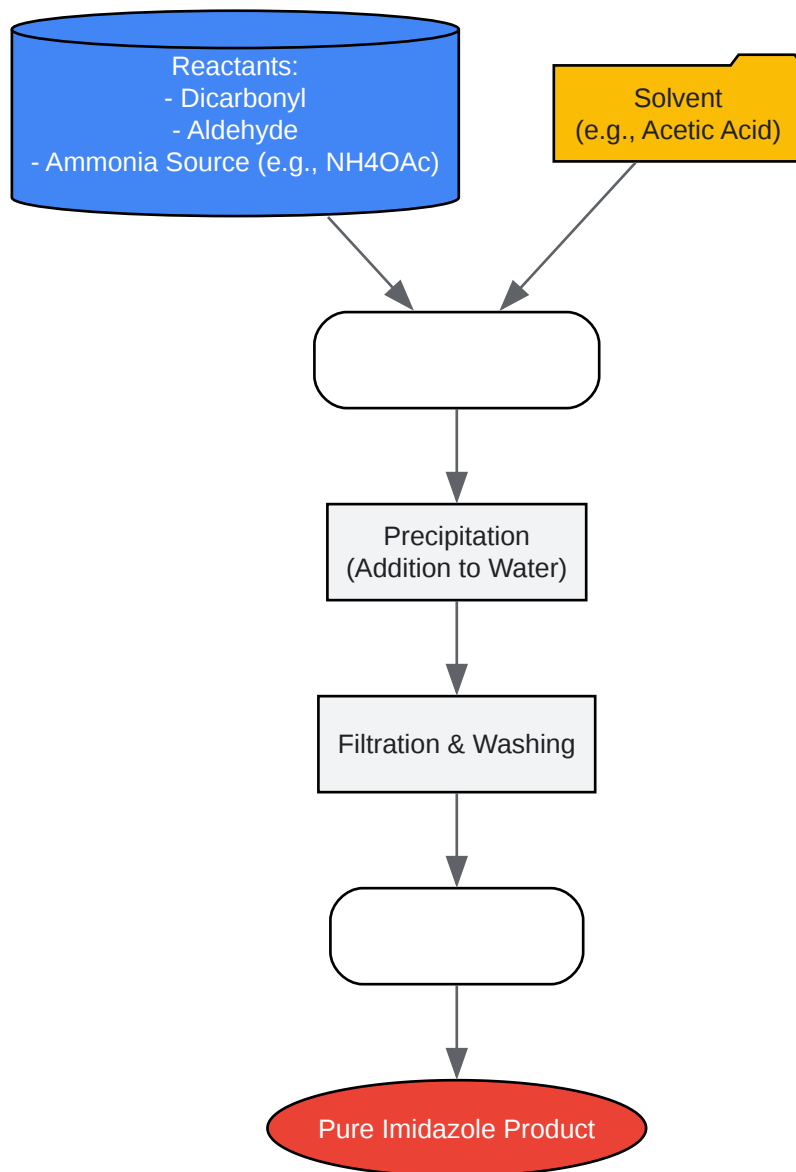 Reactants:
- Dicarbonyl
- Aldehyde
- Ammonia Source (e.g., NH4OAc)
Solvent
(e.g., Acetic Acid)
Precipitation
(Addition to Water)
Filtration & Washing
Pure Imidazole Product